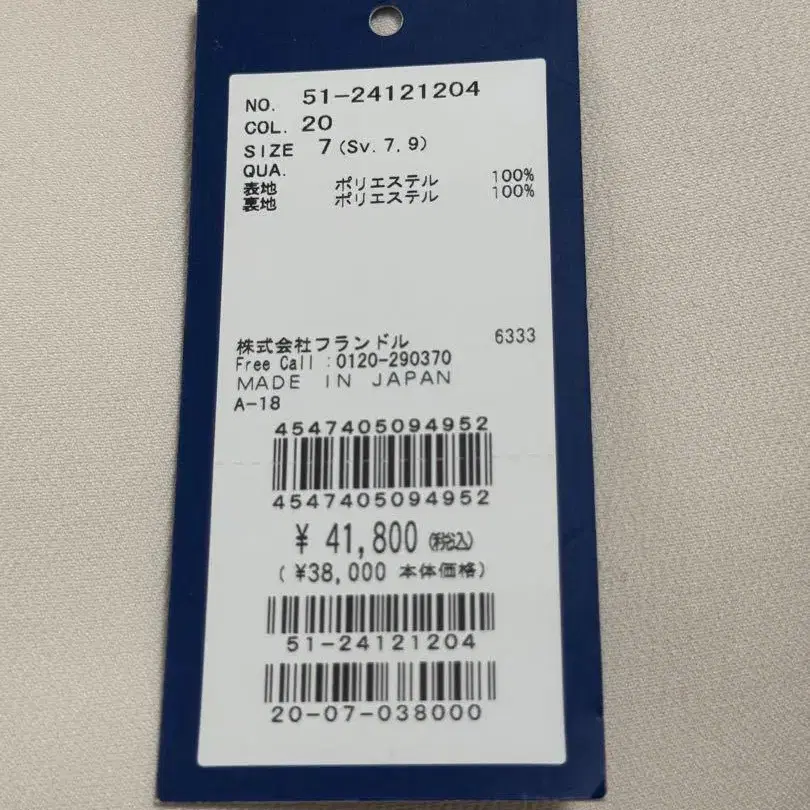 NO. 51-24121204
COL. 20
SIZE 7 (Sv. 7. 9)
QUA.
表地 ポリエステル 100%
裏地 ポリエステル 100%
株式会社フランドル 6333
Free Call :0120-290370
MADE IN JAPAN
A-18
4547405094952
4547405094952
¥ 41,800 (税込)
( ¥38,000 本体価格)
51-24121204
20-07-038000